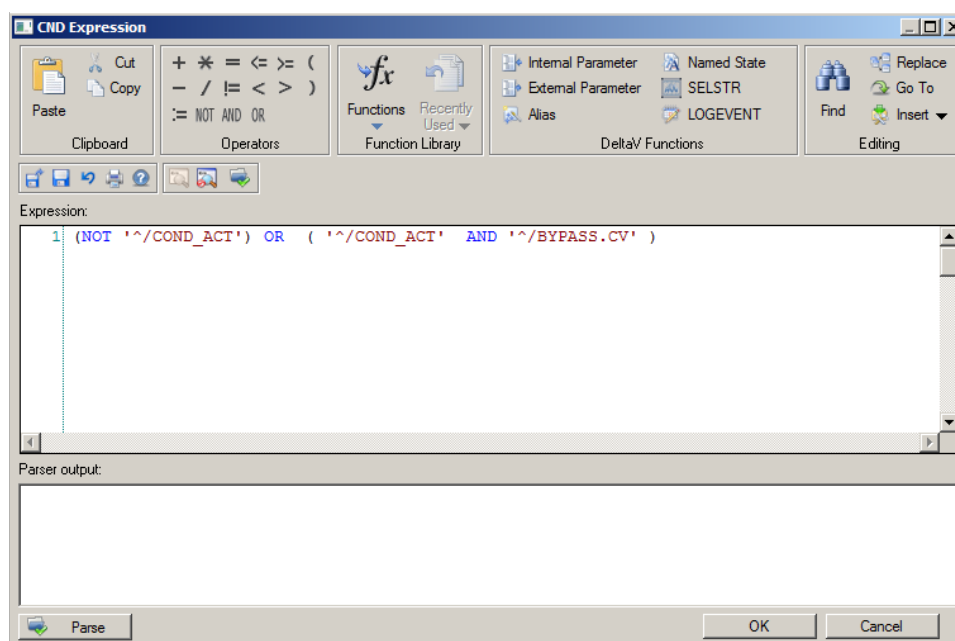 CND Expression
Cut
Copy
Paste
Clipboard
+ * = <= >= (
- / != < > )
:= NOT AND OR
Operators
fx
Functions
Recently Used
Function Library
Internal Parameter
External Parameter
Alias
Named State
SELSTR
LOGEVENT
DeltaV Functions
Find
Replace
Go To
Insert
Editing
Expression:
1 (NOT '^/COND_ACT') OR ( '^/COND_ACT' AND '^/BYPASS.CV' )
Parser output:
Parse
OK
Cancel